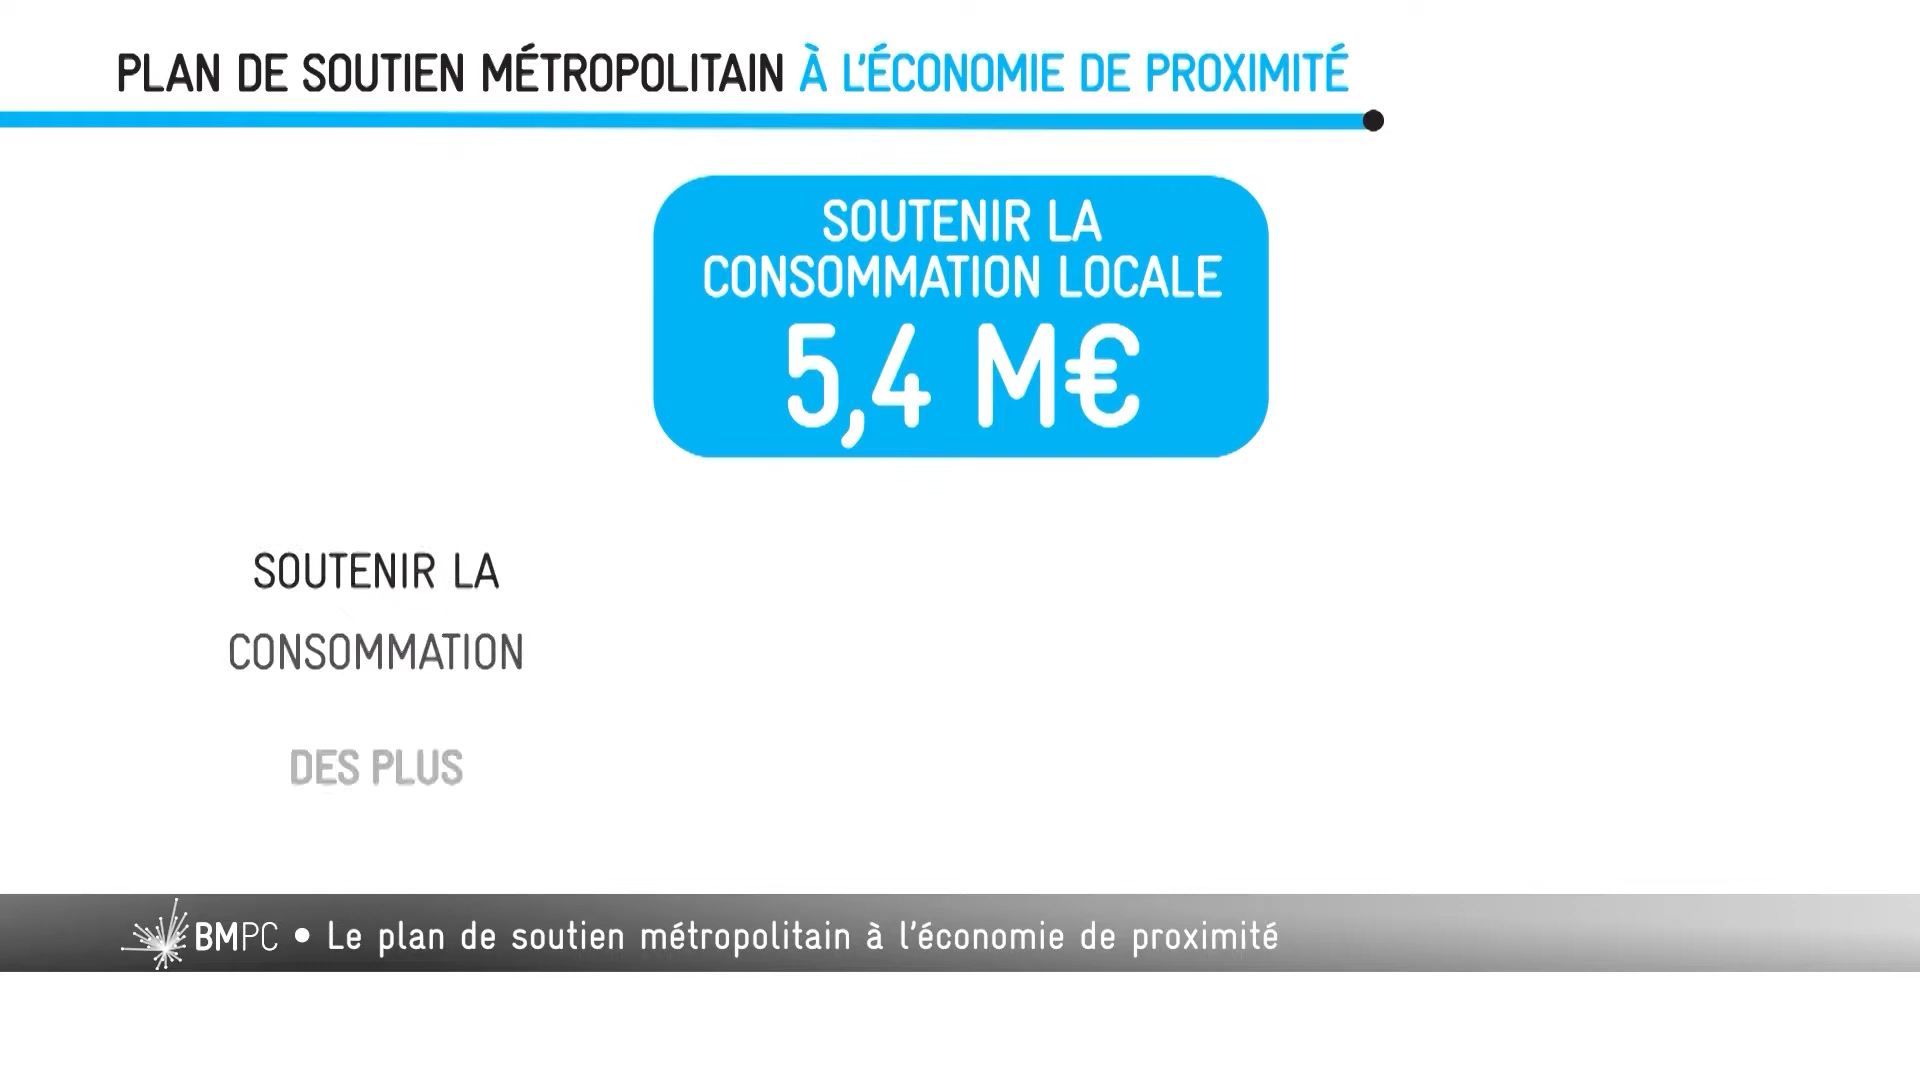 PLAN DE SOUTIEN MÉTROPOLITAIN À L'ÉCONOMIE DE PROXIMITÉ
SOUTENIR LA
CONSOMMATION LOCALE
5,4 M€
SOUTENIR LA
CONSOMMATION
DES PLUS
BMPC • Le plan de soutien métropolitain à l'économie de proximité